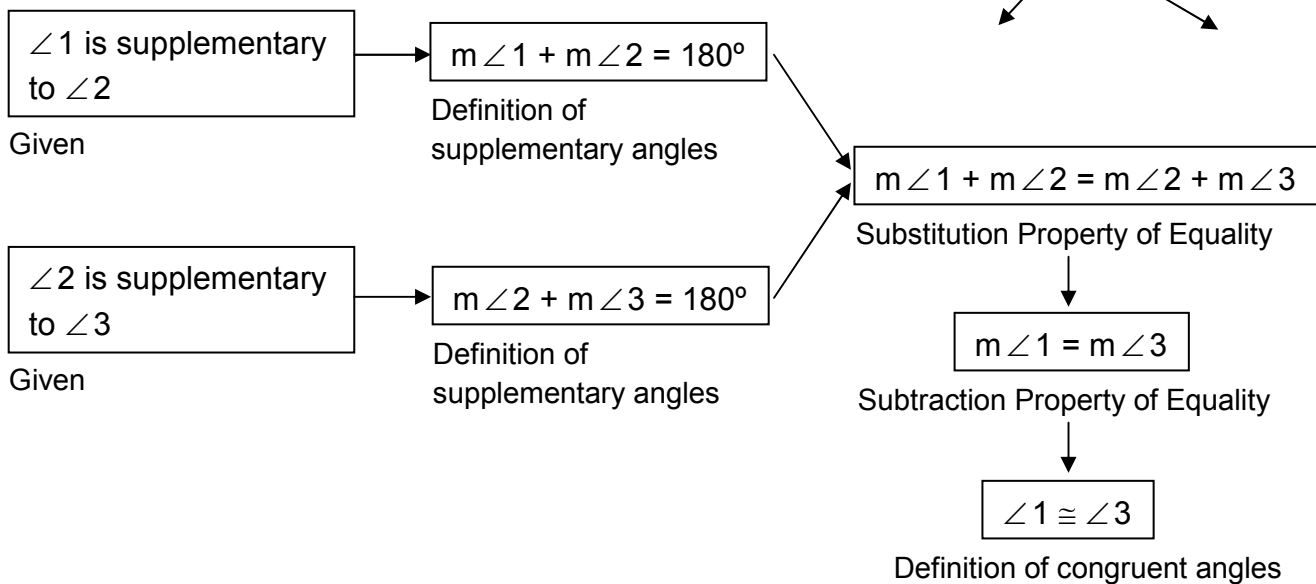 ∠1 is supplementary
to ∠2
Given
m∠1 + m∠2 = 180º
Definition of
supplementary angles
∠2 is supplementary
to ∠3
Given
m∠2 + m∠3 = 180º
Definition of
supplementary angles
m∠1 + m∠2 = m∠2 + m∠3
Substitution Property of Equality
m∠1 = m∠3
Subtraction Property of Equality
∠1 ≅ ∠3
Definition of congruent angles